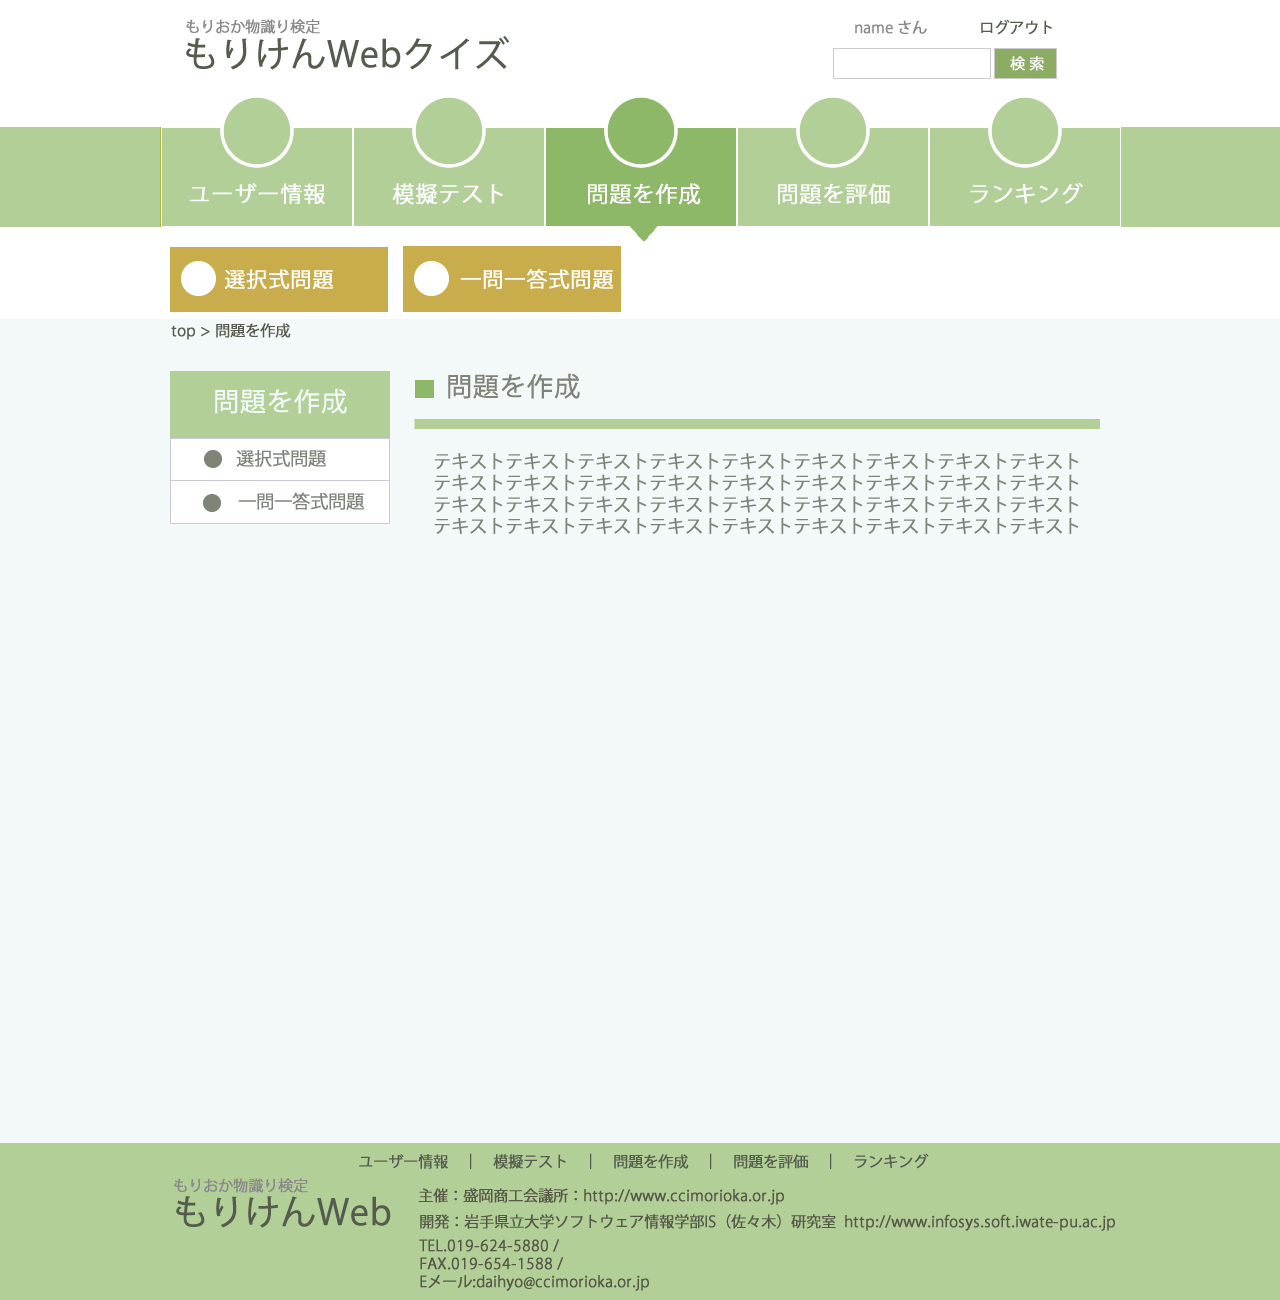 もりおか物識り検定
もりけんWebクイズ
name さん
ログアウト
検 索
ユーザー情報
模擬テスト
問題を作成
問題を評価
ランキング
選択式問題
一問一答式問題
top > 問題を作成
問題を作成
選択式問題
一問一答式問題
問題を作成
テキストテキストテキストテキストテキストテキストテキストテキストテキスト
テキストテキストテキストテキストテキストテキストテキストテキストテキスト
テキストテキストテキストテキストテキストテキストテキストテキストテキスト
テキストテキストテキストテキストテキストテキストテキストテキストテキスト
ユーザー情報 | 模擬テスト | 問題を作成 | 問題を評価 | ランキング
もりおか物識り検定
もりけんWeb
主催：盛岡商工会議所：http://www.ccimorioka.or.jp
開発：岩手県立大学ソフトウェア情報学部IS（佐々木）研究室 http://www.infosys.soft.iwate-pu.ac.jp
TEL.019-624-5880 /
FAX.019-654-1588 /
Eメール:daihyo@ccimorioka.or.jp